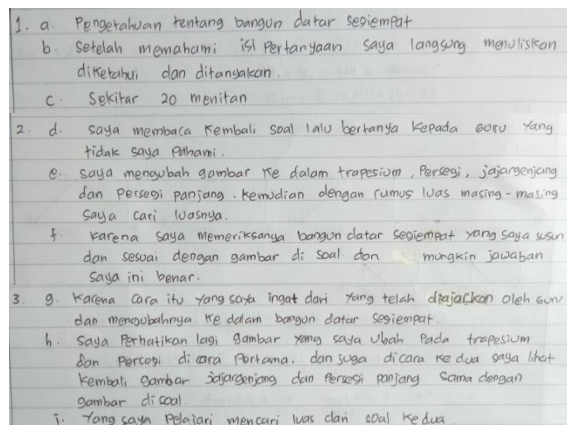 1. a. Pengetahuan tentang bangun datar segiempat
b. Setelah memahami isi Pertanyaan saya langsung menuliskan
diketahui dan ditanyakan.
c. Sekitar 20 menitan
2. d. saya membaca Kembali soal lalu bertanya kepada guru yang
tidak saya Pahami.
e. saya mengubah gambar ke dalam trapesium, Persegi, jajargenjang
dan persegi panjang. Kemudian dengan rumus luas masing-masing
saya cari luasnya.
f. karena saya memeriksanya bangun datar segiempat yang saya susun
dan sesuai dengan gambar di soal dan mungkin jawaban
saya ini benar.
3. g. Karena cara itu yang saya ingat dari yang telah diajarkan oleh guru
dan mengubahnya ke dalam bangun datar segiempat.
h. Saya Perhatikan lagi gambar yang saya ubah Pada trapesium
dan Persegi di cara Pertama. dan juga di cara ke dua saya lihat
kembali gambar jajargenjang dan Persegi panjang sama dengan
gambar di soal.
i. Yang saya Pelajari mencari luas dari soal kedua